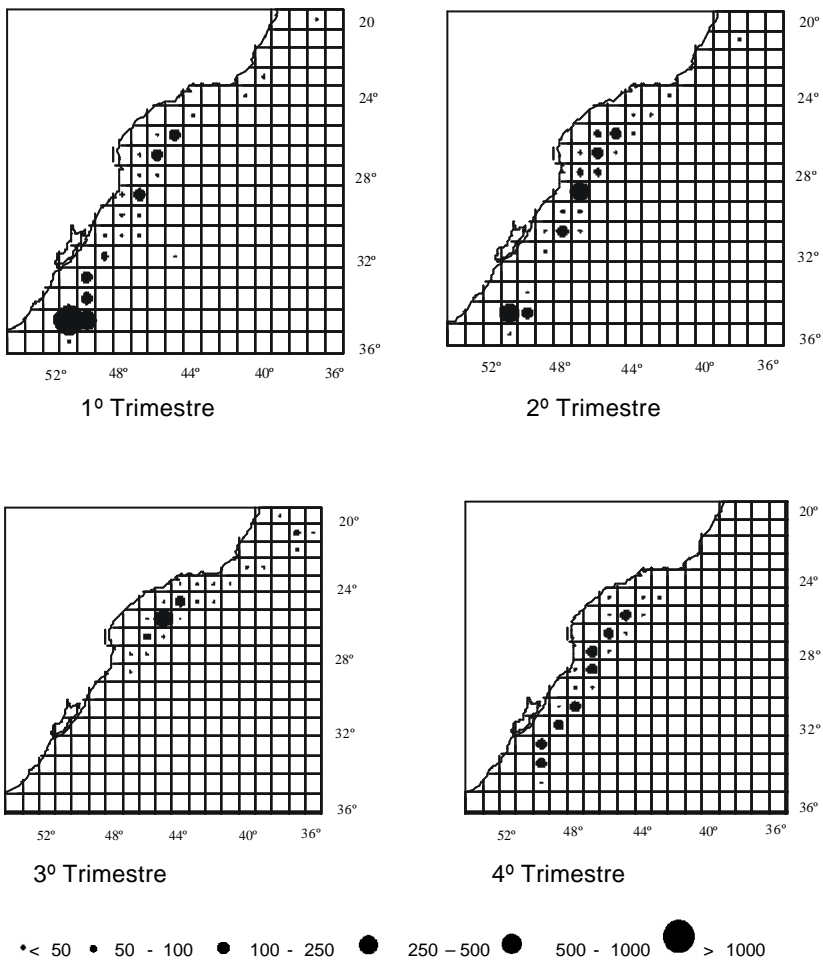 20
24º
28º
32º
36º
52º 48º 44º 40º 36º
1º Trimestre
20º
24º
28º
32º
36º
52º 48º 44º 40º 36º
2º Trimestre
20º
24º
28º
32º
36º
52º 48º 44º 40º 36º
3º Trimestre
20º
24º
28º
32º
36º
52º 48º 44º 40º 36º
4º Trimestre
< 50 50 - 100 100 - 250 250 – 500 500 - 1000 > 1000